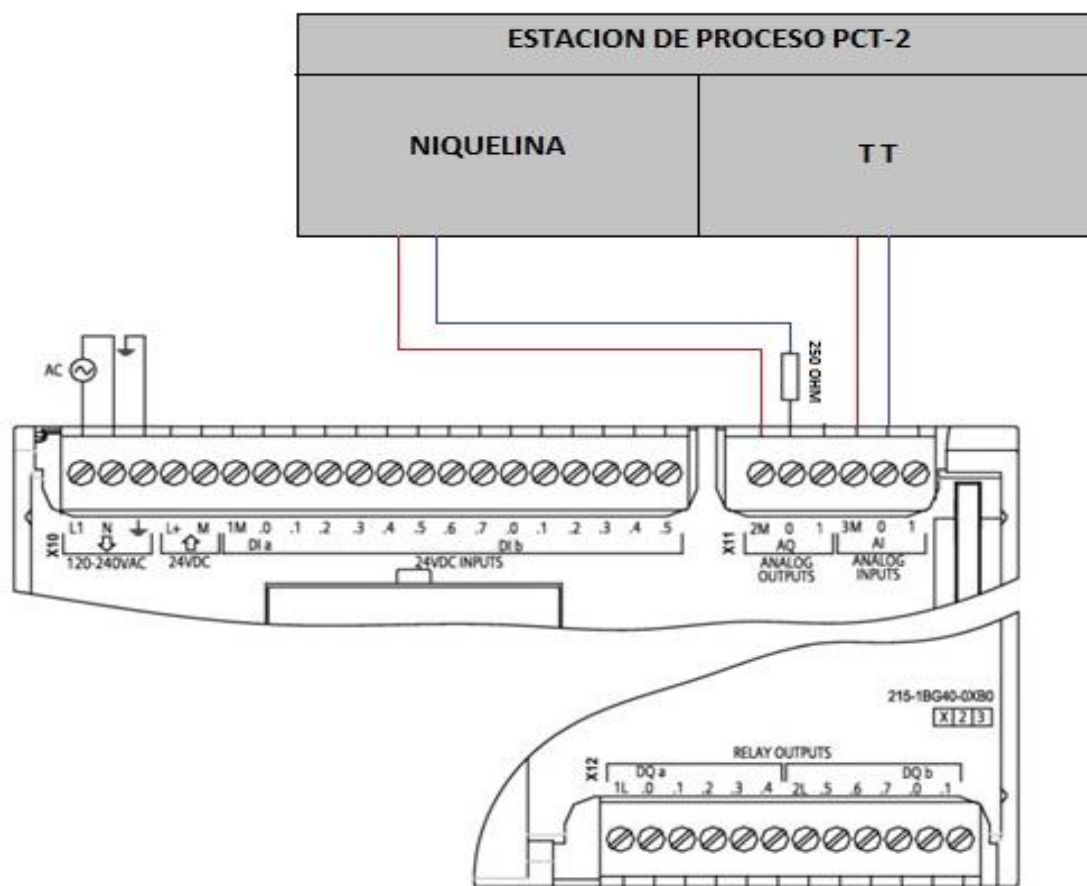 ESTACION DE PROCESO PCT-2
NIQUELINA
T T
250 OHM
AC
L1 N L+ M 1M .0 .1 .2 .3 .4 .5 .6 .7 .0 .1 .2 .3 .4 .5
X10
DI a DI b
120-240VAC 24VDC 24VDC INPUTS
2M 0 1 3M 0 1
X11
AQ AI
ANALOG OUTPUTS
ANALOG INPUTS
215-1BG40-0XB0
X 2 3
RELAY OUTPUTS
X12
DQ a DQ b
1L .0 .1 .2 .3 .4 2L .5 .6 .7 .0 .1